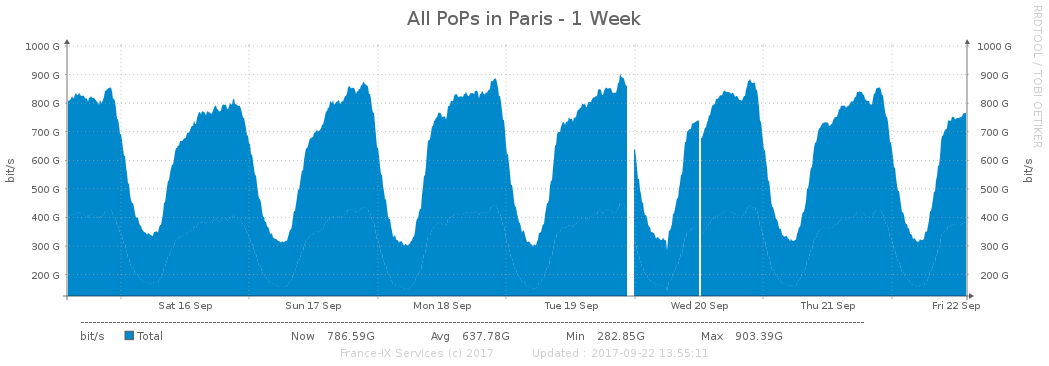 All PoPs in Paris - 1 Week
RRDTOOL / TOBI OETIKER
1000 G 1000 G
900 G 900 G
800 G 800 G
700 G 700 G
600 G 600 G
500 G 500 G
400 G 400 G
300 G 300 G
200 G 200 G
bit/s bit/s
Sat 16 Sep Sun 17 Sep Mon 18 Sep Tue 19 Sep Wed 20 Sep Thu 21 Sep Fri 22 Sep
bit/s Total Now 786.59G Avg 637.78G Min 282.85G Max 903.39G
France-IX Services (c) 2017 Updated : 2017-09-22 13:55:11